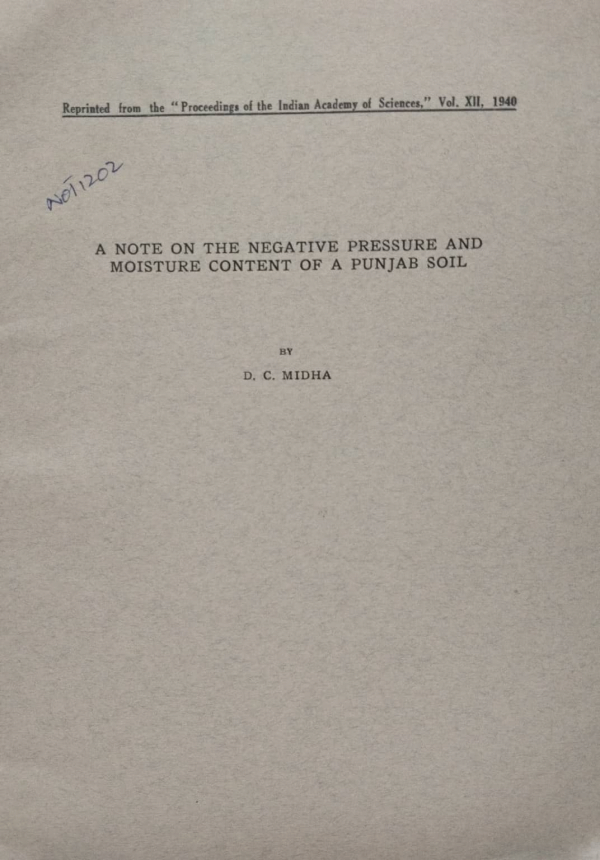 Reprinted from the "Proceedings of the Indian Academy of Sciences," Vol. XII, 1940
A NOTE ON THE NEGATIVE PRESSURE AND
MOISTURE CONTENT OF A PUNJAB SOIL
BY
D. C. MIDHA